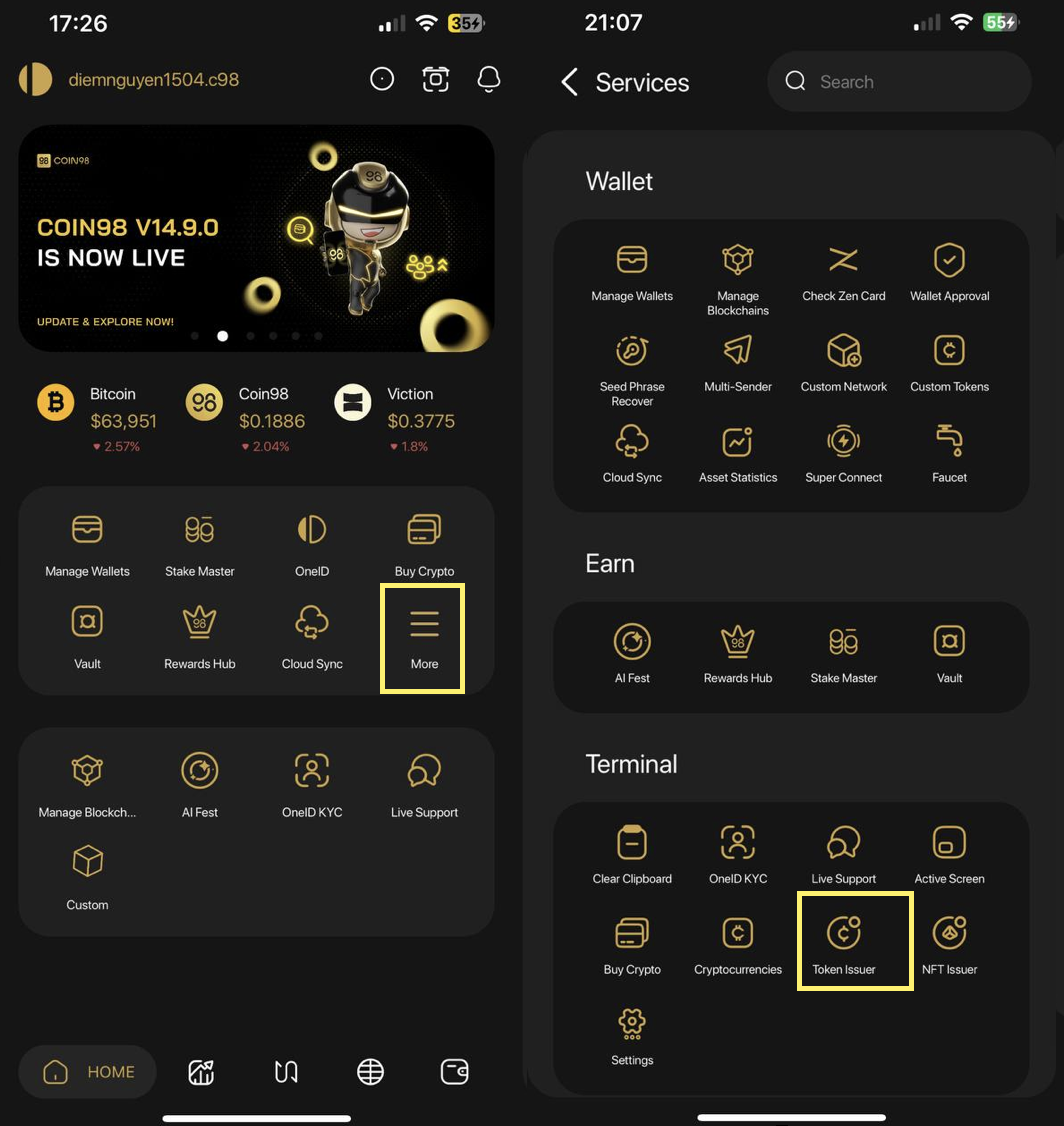 17:26
35
diemnguyen1504.c98
98 COIN98
98
COIN98 V14.9.0
IS NOW LIVE
98
UPDATE & EXPLORE NOW!
Bitcoin
$63,951
2.57%
Coin98
$0.1886
2.04%
Viction
$0.3775
1.8%
Manage Wallets
Stake Master
OneID
Buy Crypto
Vault
Rewards Hub
Cloud Sync
More
Manage Blockch...
AI Fest
OneID KYC
Live Support
Custom
HOME
21:07
55
Services
Search
Wallet
Manage Wallets
Manage
Blockchains
Check Zen Card
Wallet Approval
Seed Phrase
Recover
Multi-Sender
Custom Network
Custom Tokens
Cloud Sync
Asset Statistics
Super Connect
Faucet
Earn
AI Fest
Rewards Hub
Stake Master
Vault
Terminal
Clear Clipboard
OneID KYC
Live Support
Active Screen
Buy Crypto
Cryptocurrencies
Token Issuer
NFT Issuer
Settings